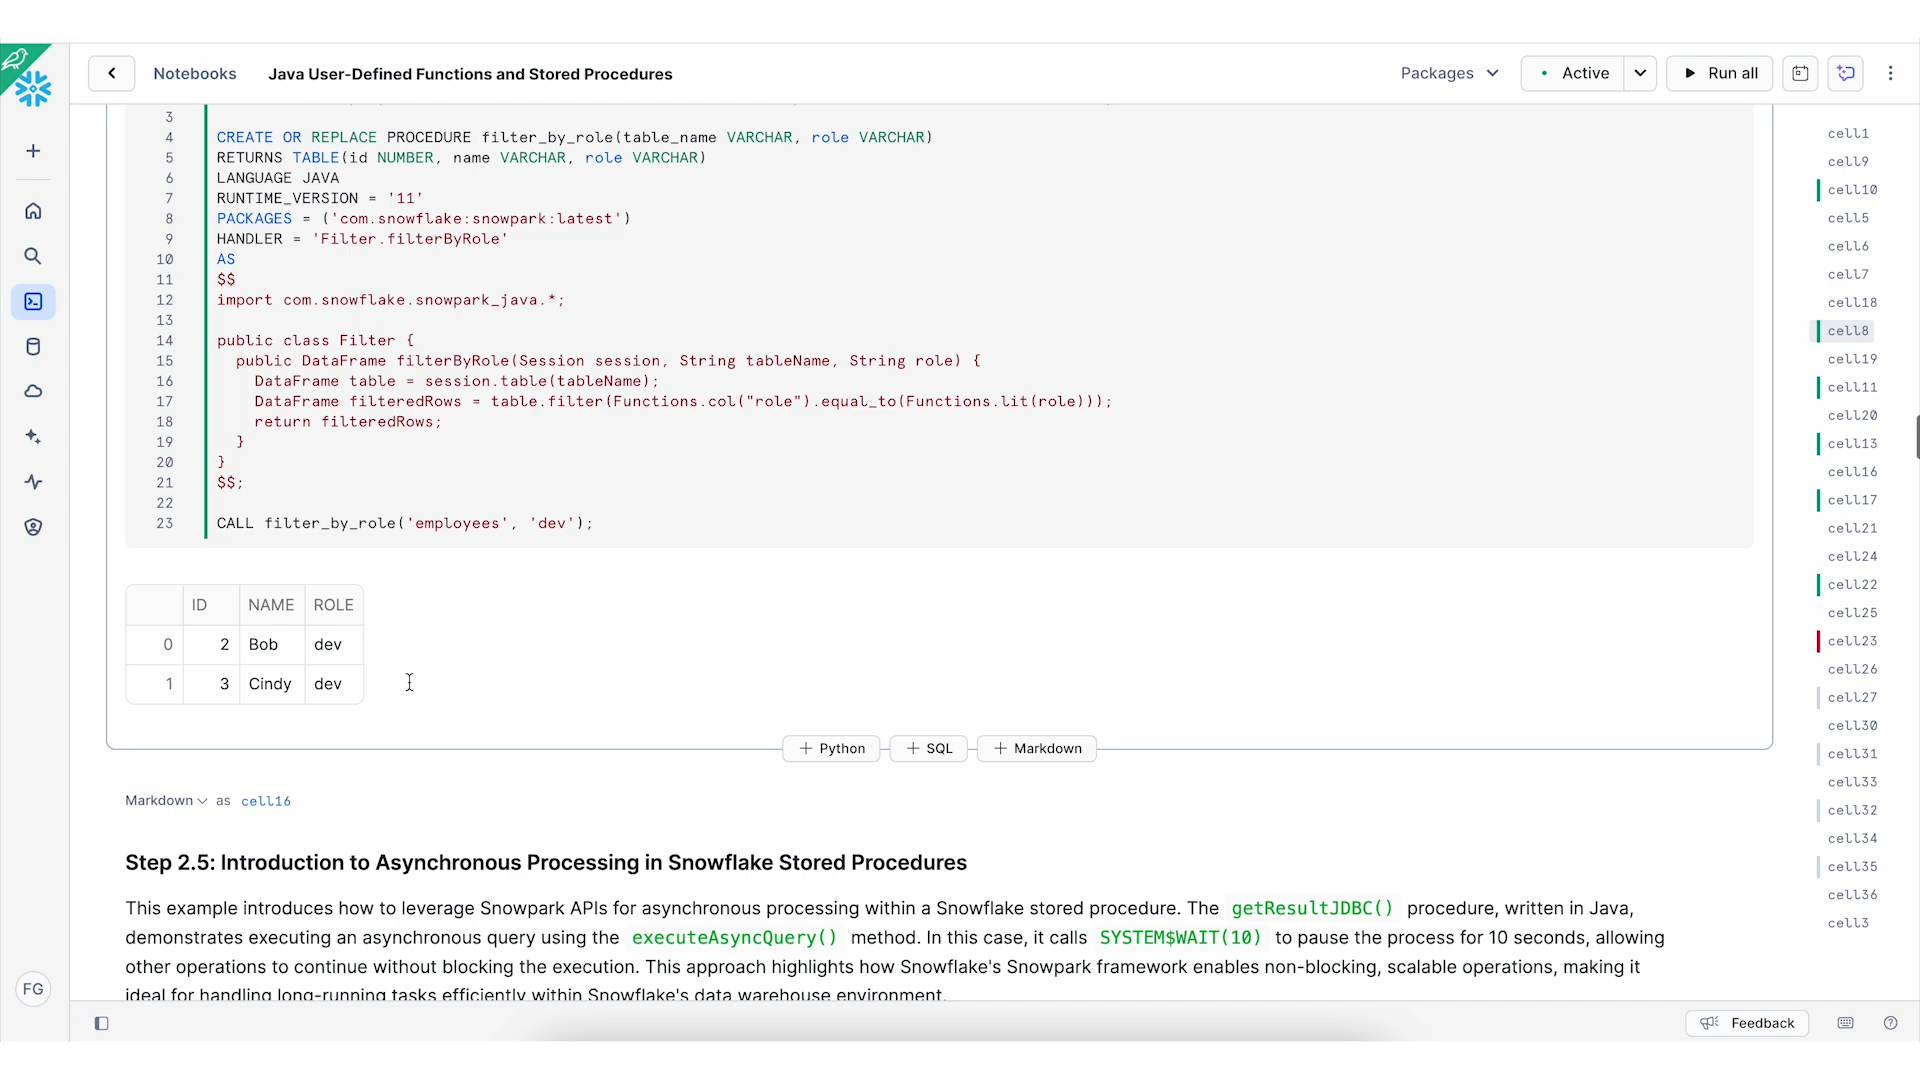 Notebooks
Java User-Defined Functions and Stored Procedures
Packages
Active
Run all
3
4 CREATE OR REPLACE PROCEDURE filter_by_role(table_name VARCHAR, role VARCHAR)
5 RETURNS TABLE(id NUMBER, name VARCHAR, role VARCHAR)
6 LANGUAGE JAVA
7 RUNTIME_VERSION = '11'
8 PACKAGES = ('com.snowflake:snowpark:latest')
9 HANDLER = 'Filter.filterByRole'
10 AS
11 $$
12 import com.snowflake.snowpark_java.*;
13
14 public class Filter {
15 public DataFrame filterByRole(Session session, String tableName, String role) {
16 DataFrame table = session.table(tableName);
17 DataFrame filteredRows = table.filter(Functions.col("role").equal_to(Functions.lit(role)));
18 return filteredRows;
19 }
20 }
21 $$;
22
23 CALL filter_by_role('employees', 'dev');
ID NAME ROLE
0 2 Bob dev
1 3 Cindy dev
+ Python
+ SQL
+ Markdown
Markdown as cell16
Step 2.5: Introduction to Asynchronous Processing in Snowflake Stored Procedures
This example introduces how to leverage Snowpark APIs for asynchronous processing within a Snowflake stored procedure. The getResultJDBC() procedure, written in Java,
demonstrates executing an asynchronous query using the executeAsyncQuery() method. In this case, it calls SYSTEM$WAIT(10) to pause the process for 10 seconds, allowing
other operations to continue without blocking the execution. This approach highlights how Snowflake's Snowpark framework enables non-blocking, scalable operations, making it
ideal for handling long-running tasks efficiently within Snowflake's data warehouse environment.
cell1
cell9
cell10
cell5
cell6
cell7
cell18
cell8
cell19
cell11
cell20
cell13
cell16
cell17
cell21
cell24
cell22
cell25
cell23
cell26
cell27
cell30
cell31
cell33
cell32
cell34
cell35
cell36
cell3
FG
Feedback